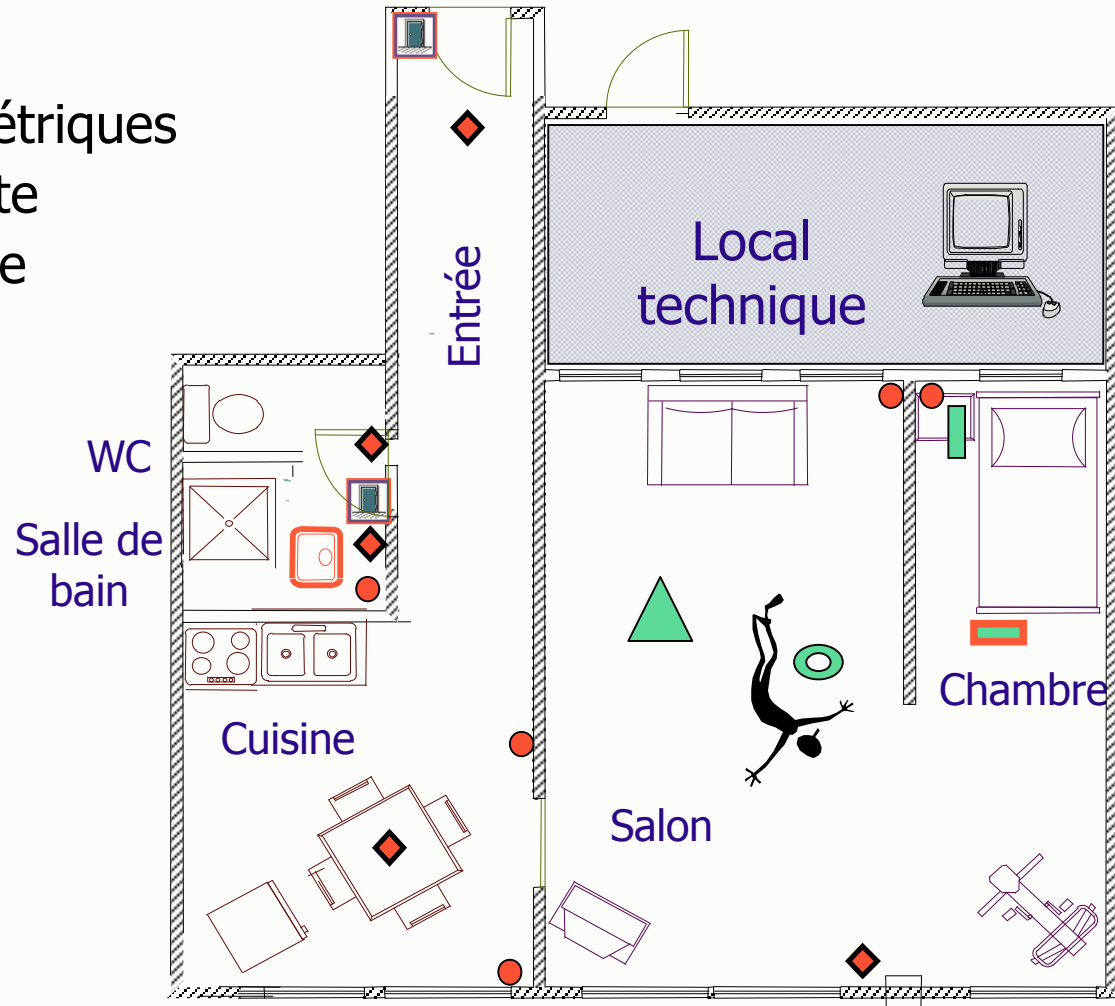 étriques
te
e
Entrée
Local
technique
WC
Salle de
bain
Chambre
Cuisine
Salon